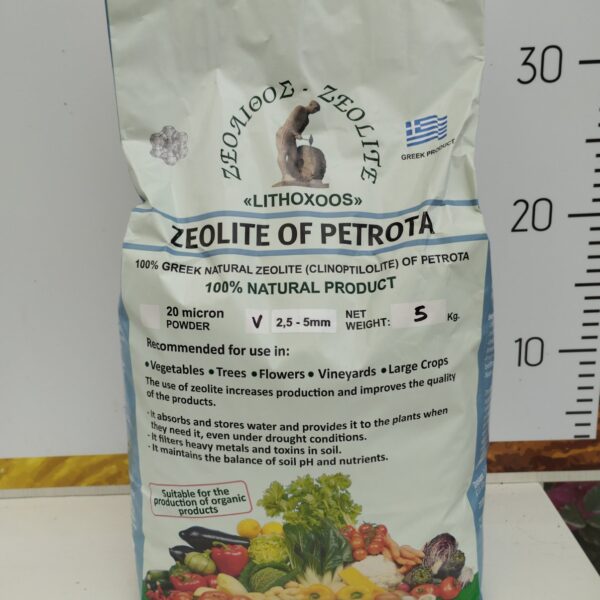 ΖΕΟΛΙΘΟΣ - ZEOLITE
GREEK PRODUCT
«LITHOXOOS»
ZEOLITE OF PETROTA
100% GREEK NATURAL ZEOLITE (CLINOPTILOLITE) OF PETROTA
100% NATURAL PRODUCT
20 micron
POWDER
V 2,5 - 5mm
NET
WEIGHT: 5 Kg.
Recommended for use in:
•Vegetables •Trees •Flowers •Vineyards •Large Crops
The use of zeolite increases production and improves the quality
of the products.
- It absorbs and stores water and provides it to the plants when
they need it, even under drought conditions.
- It filters heavy metals and toxins in soil.
- It maintains the balance of soil pH and nutrients.
Suitable for the
production of organic
products
30
20
10